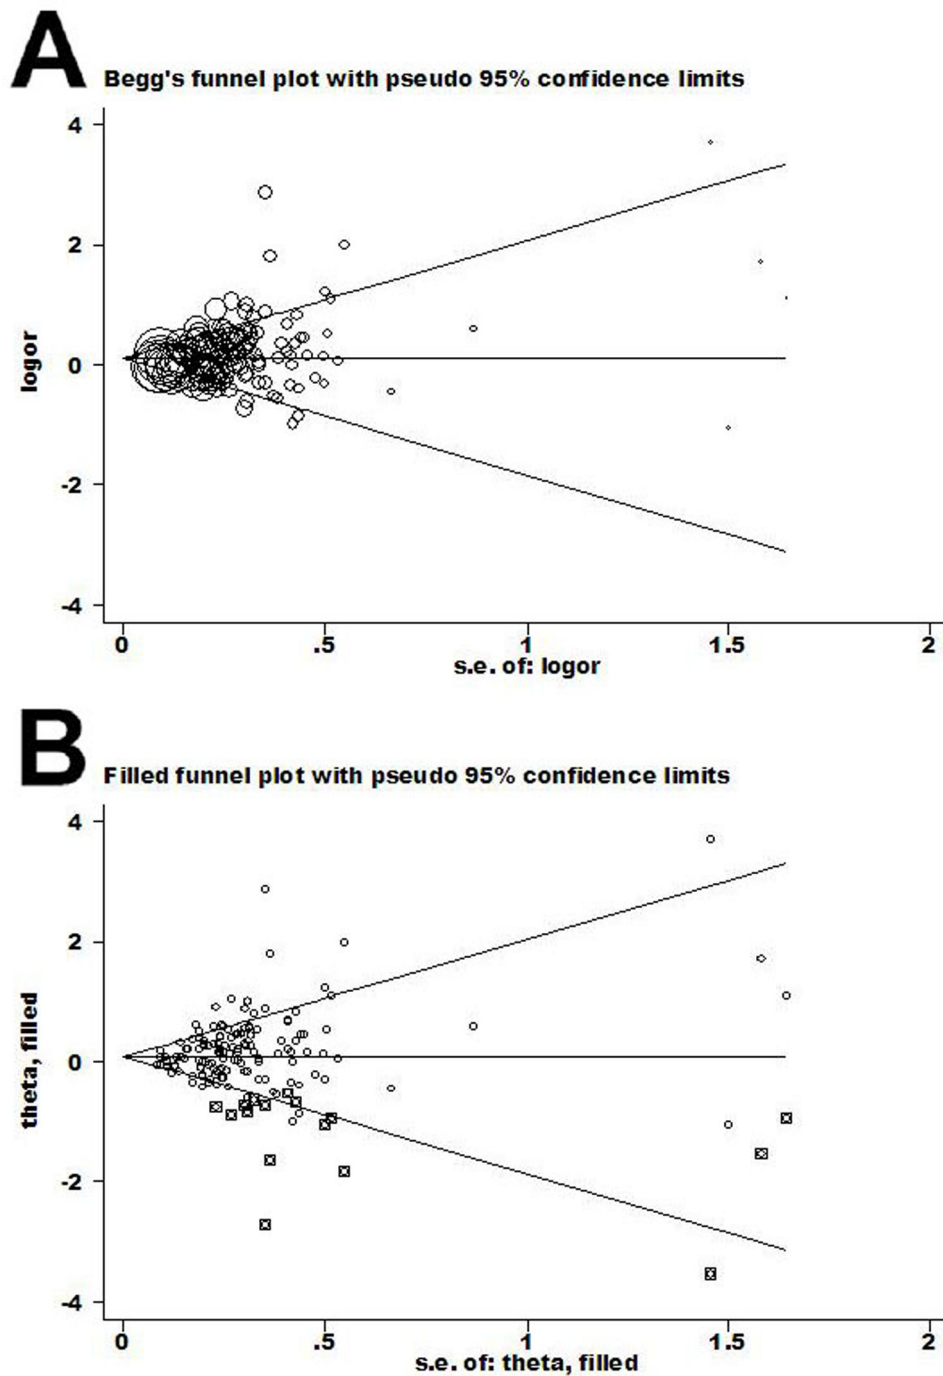 A
Begg's funnel plot with pseudo 95% confidence limits
4
2
0
-2
-4
logor
0 .5 1 1.5 2
s.e. of: logor
B
Filled funnel plot with pseudo 95% confidence limits
4
2
0
-2
-4
theta, filled
0 .5 1 1.5 2
s.e. of: theta, filled